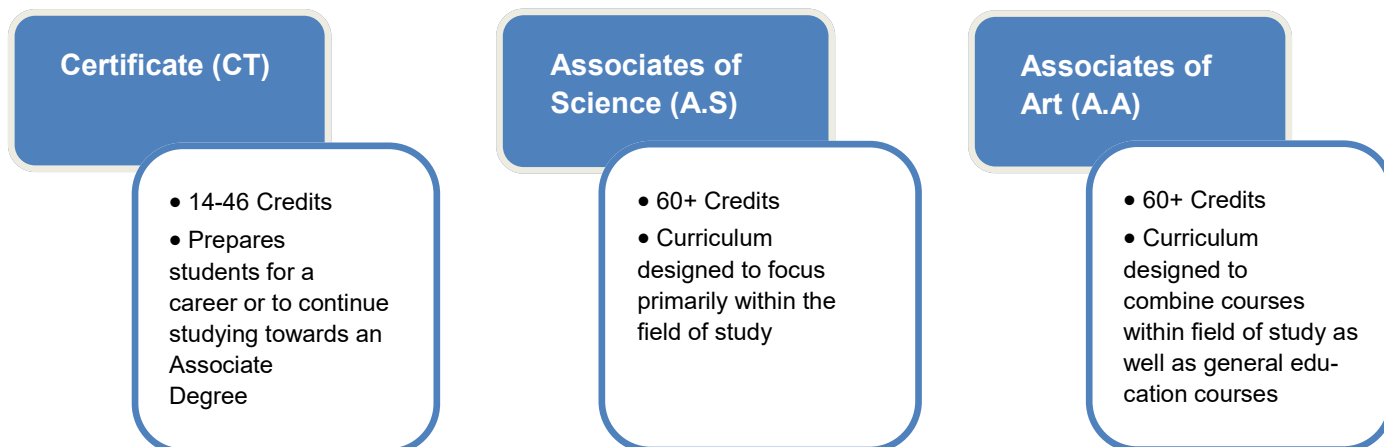 Certificate (CT)
• 14-46 Credits
• Prepares
students for a
career or to continue
studying towards an
Associate
Degree
Associates of
Science (A.S)
• 60+ Credits
• Curriculum
designed to focus
primarily within the
field of study
Associates of
Art (A.A)
• 60+ Credits
• Curriculum
designed to
combine courses
within field of study as
well as general edu-
cation courses